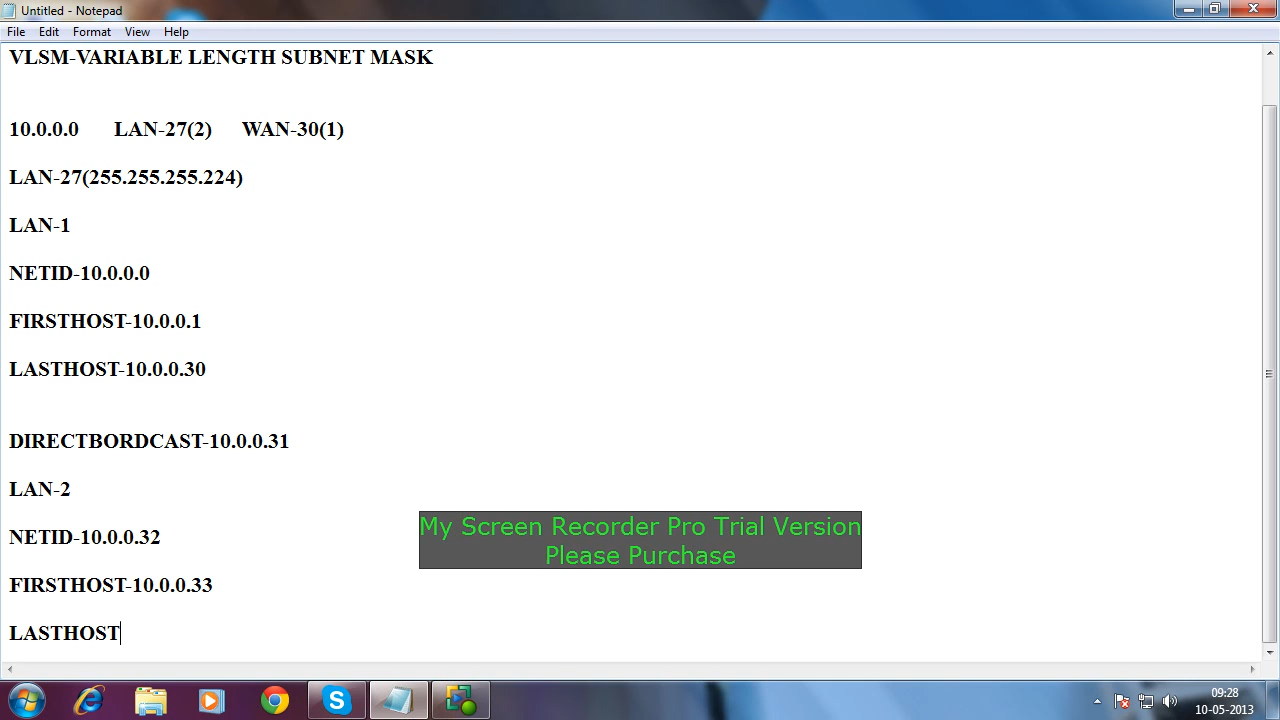 Untitled - Notepad
File Edit Format View Help
VLSM-VARIABLE LENGTH SUBNET MASK
10.0.0.0 LAN-27(2) WAN-30(1)
LAN-27(255.255.255.224)
LAN-1
NETID-10.0.0.0
FIRSTHOST-10.0.0.1
LASTHOST-10.0.0.30
DIRECTBORDCAST-10.0.0.31
LAN-2
NETID-10.0.0.32
FIRSTHOST-10.0.0.33
LASTHOST
My Screen Recorder Pro Trial Version
Please Purchase
09:28
10-05-2013